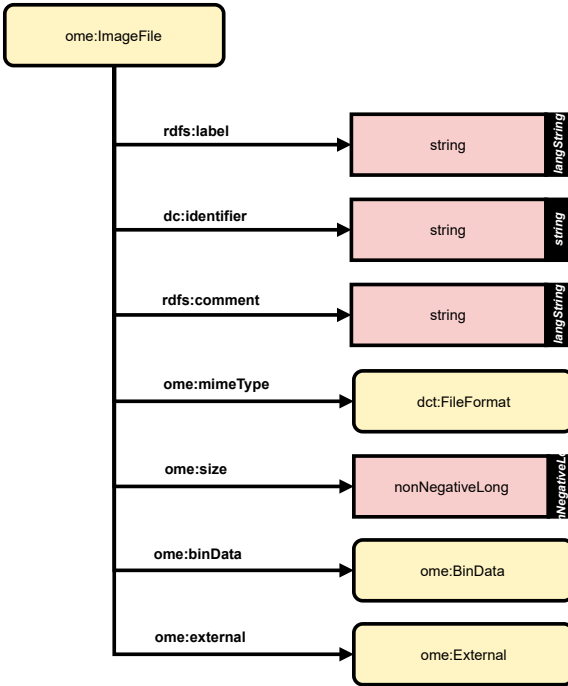 ome:ImageFile
rdfs:label
string
langString
dc:identifier
string
string
rdfs:comment
string
langString
ome:mimeType
dct:FileFormat
ome:size
nonNegativeLong
ome:binData
ome:BinData
ome:external
ome:External